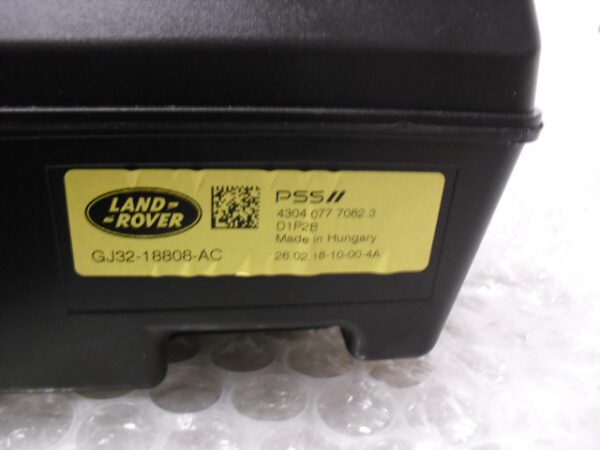 LAND-
-ROVER
GJ32-18808-AC
PSS//
4304 077 7082 3
D1P2B
Made in Hungary
26.02.18-10-00-4A